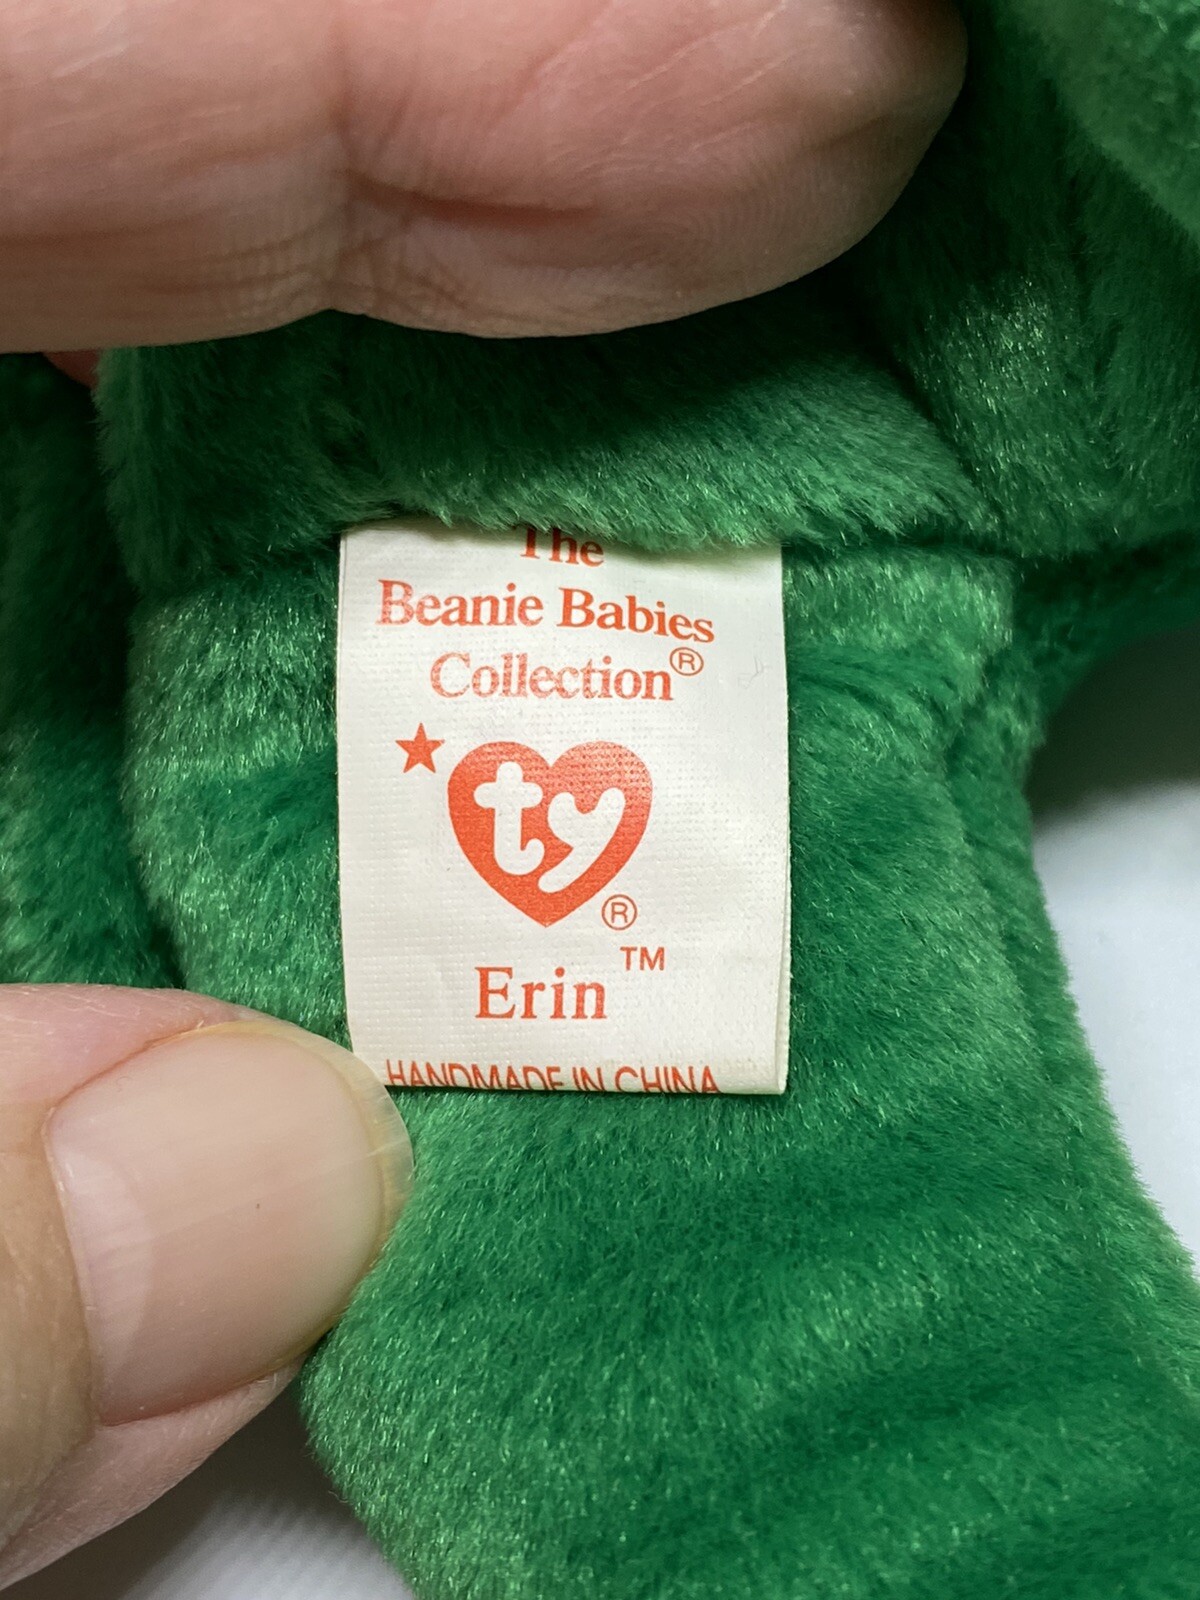 The
Beanie Babies
Collection®
ty®
Erin™
HANDMADE IN CHINA